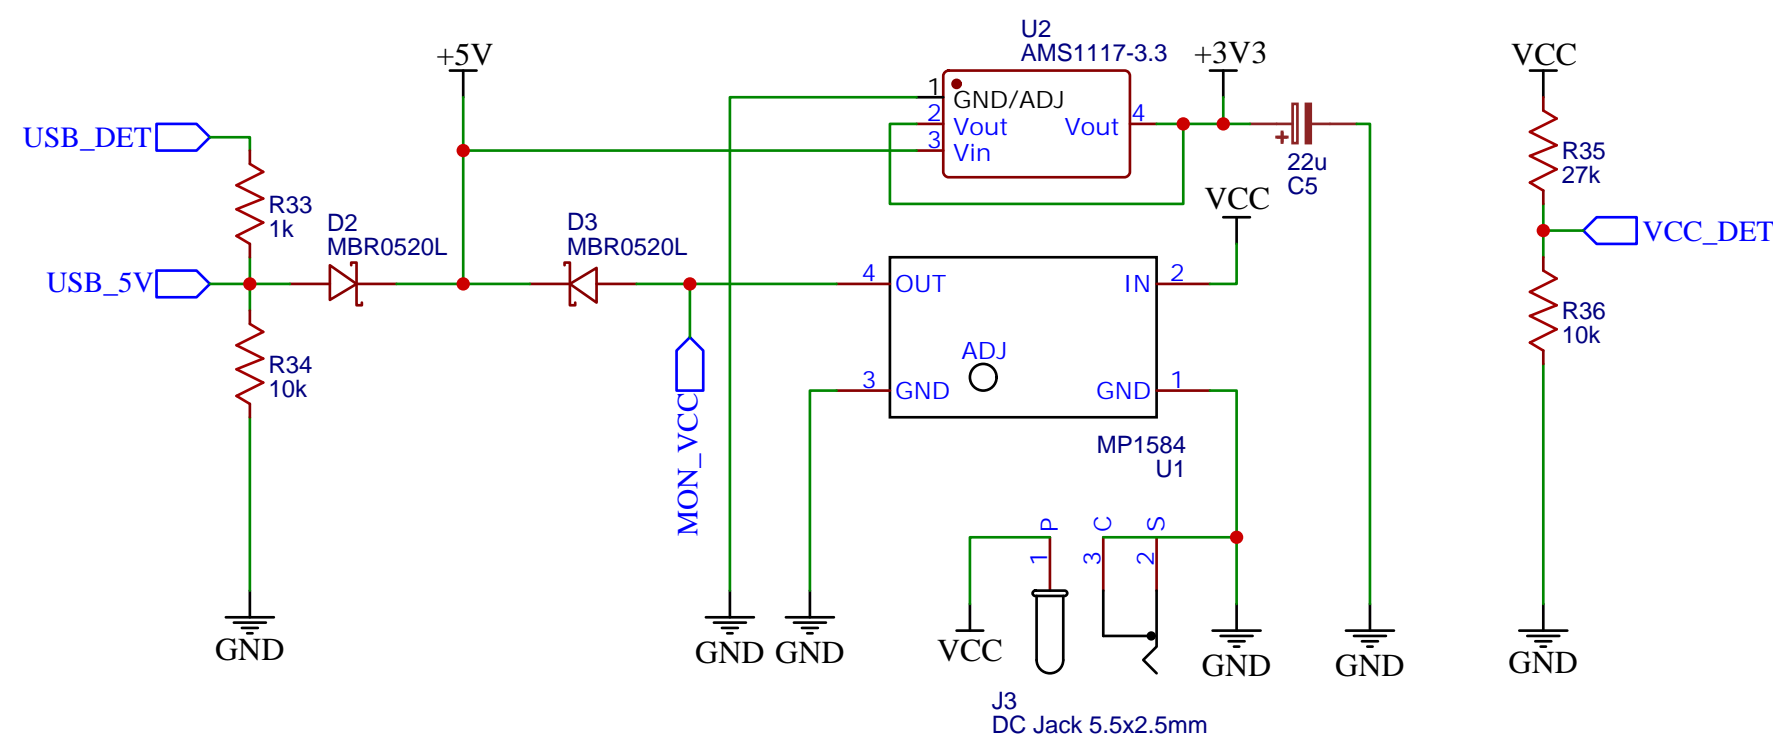 U2
AMS1117-3.3
+5V
+3V3
VCC
1
GND/ADJ
2
Vout
Vout
4
3
Vin
USB_DET
+
22u
C5
R33
1k
R35
27k
VCC
D2
MBR0520L
D3
MBR0520L
VCC_DET
USB_5V
4
OUT
IN
2
R34
10k
R36
10k
ADJ
3
GND
GND
1
MON_VCC
MP1584
U1
P
C
S
1
3
2
GND
GND
GND
VCC
GND
GND
GND
J3
DC Jack 5.5x2.5mm